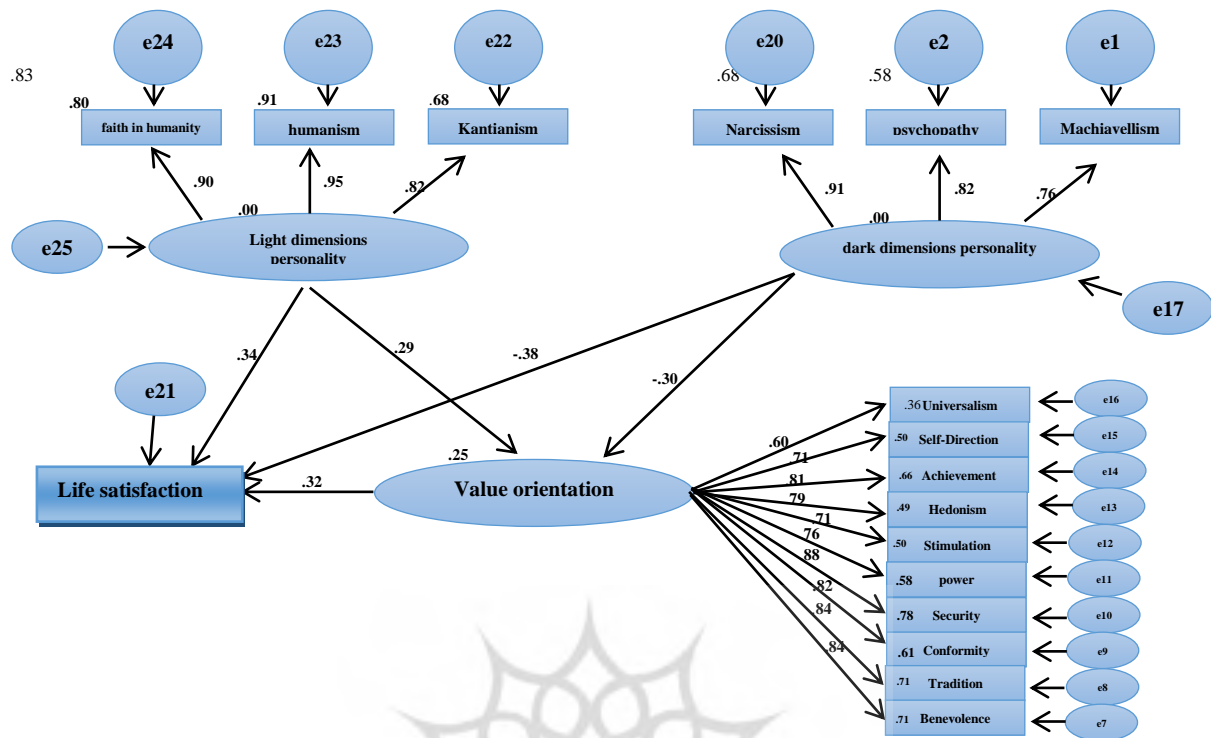 e24
e23
e22
e20
e2
e1
.83
.68
.58
.80
.91
.68
faith in humanity
humanism
Kantianism
Narcissism
psychopathy
Machiavellism
.90
.95
.82
.91
.82
.76
.00
.00
e25
Light dimensions
personality
dark dimensions personality
e17
.34
.29
-.38
-.30
e21
.25
Life satisfaction
.32
Value orientation
.60
.71
.81
.79
.71
.76
.88
.82
.84
.84
.36 Universalism
e16
.50 Self-Direction
e15
.66 Achievement
e14
.49 Hedonism
e13
.50 Stimulation
e12
.58 power
e11
.78 Security
e10
.61 Conformity
e9
.71 Tradition
e8
.71 Benevolence
e7